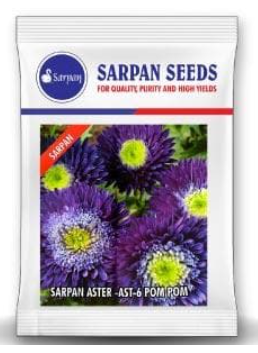 Sarpan
SARPAN SEEDS
FOR QUALITY, PURITY AND HIGH YIELDS
SARPAN
SARPAN ASTER -AST-6 POM POM